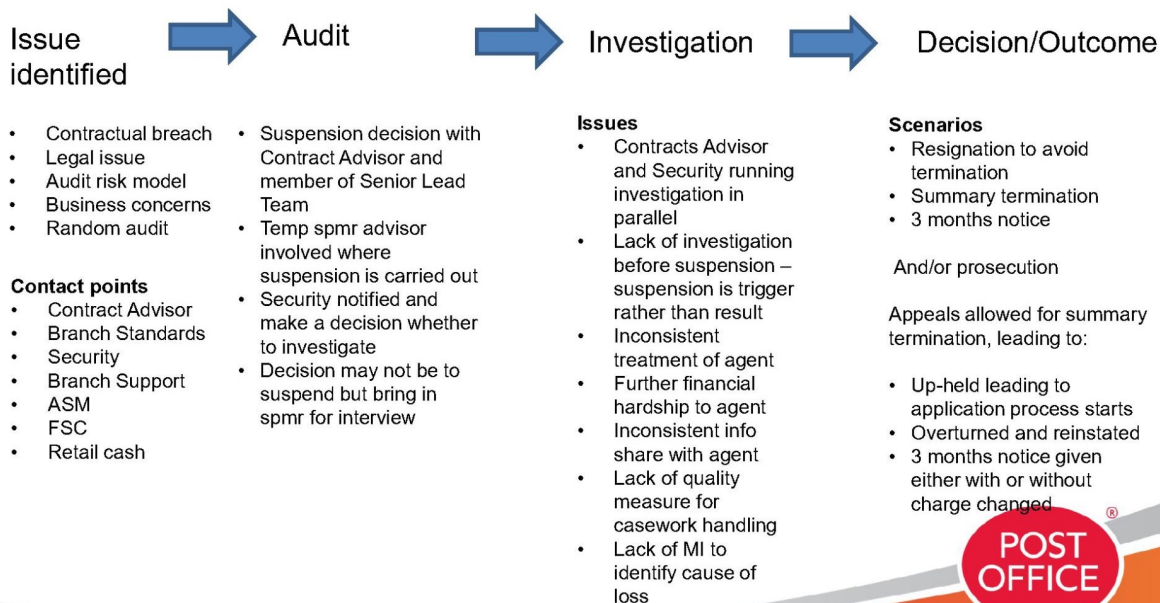 Issue
identified
Audit
Investigation
Decision/Outcome
• Contractual breach
• Legal issue
• Audit risk model
• Business concerns
• Random audit
Contact points
• Contract Advisor
• Branch Standards
• Security
• Branch Support
• ASM
• FSC
• Retail cash
• Suspension decision with
Contract Advisor and
member of Senior Lead
Team
• Temp spmr advisor
involved where
suspension is carried out
• Security notified and
make a decision whether
to investigate
• Decision may not be to
suspend but bring in
spmr for interview
Issues
• Contracts Advisor
and Security running
investigation in
parallel
• Lack of investigation
before suspension –
suspension is trigger
rather than result
• Inconsistent
treatment of agent
• Further financial
hardship to agent
• Inconsistent info
share with agent
• Lack of quality
measure for
casework handling
• Lack of MI to
identify cause of
loss
Scenarios
• Resignation to avoid
termination
• Summary termination
• 3 months notice
And/or prosecution
Appeals allowed for summary
termination, leading to:
• Up-held leading to
application process starts
• Overturned and reinstated
• 3 months notice given
either with or without
charge changed
POST
OFFICE
®